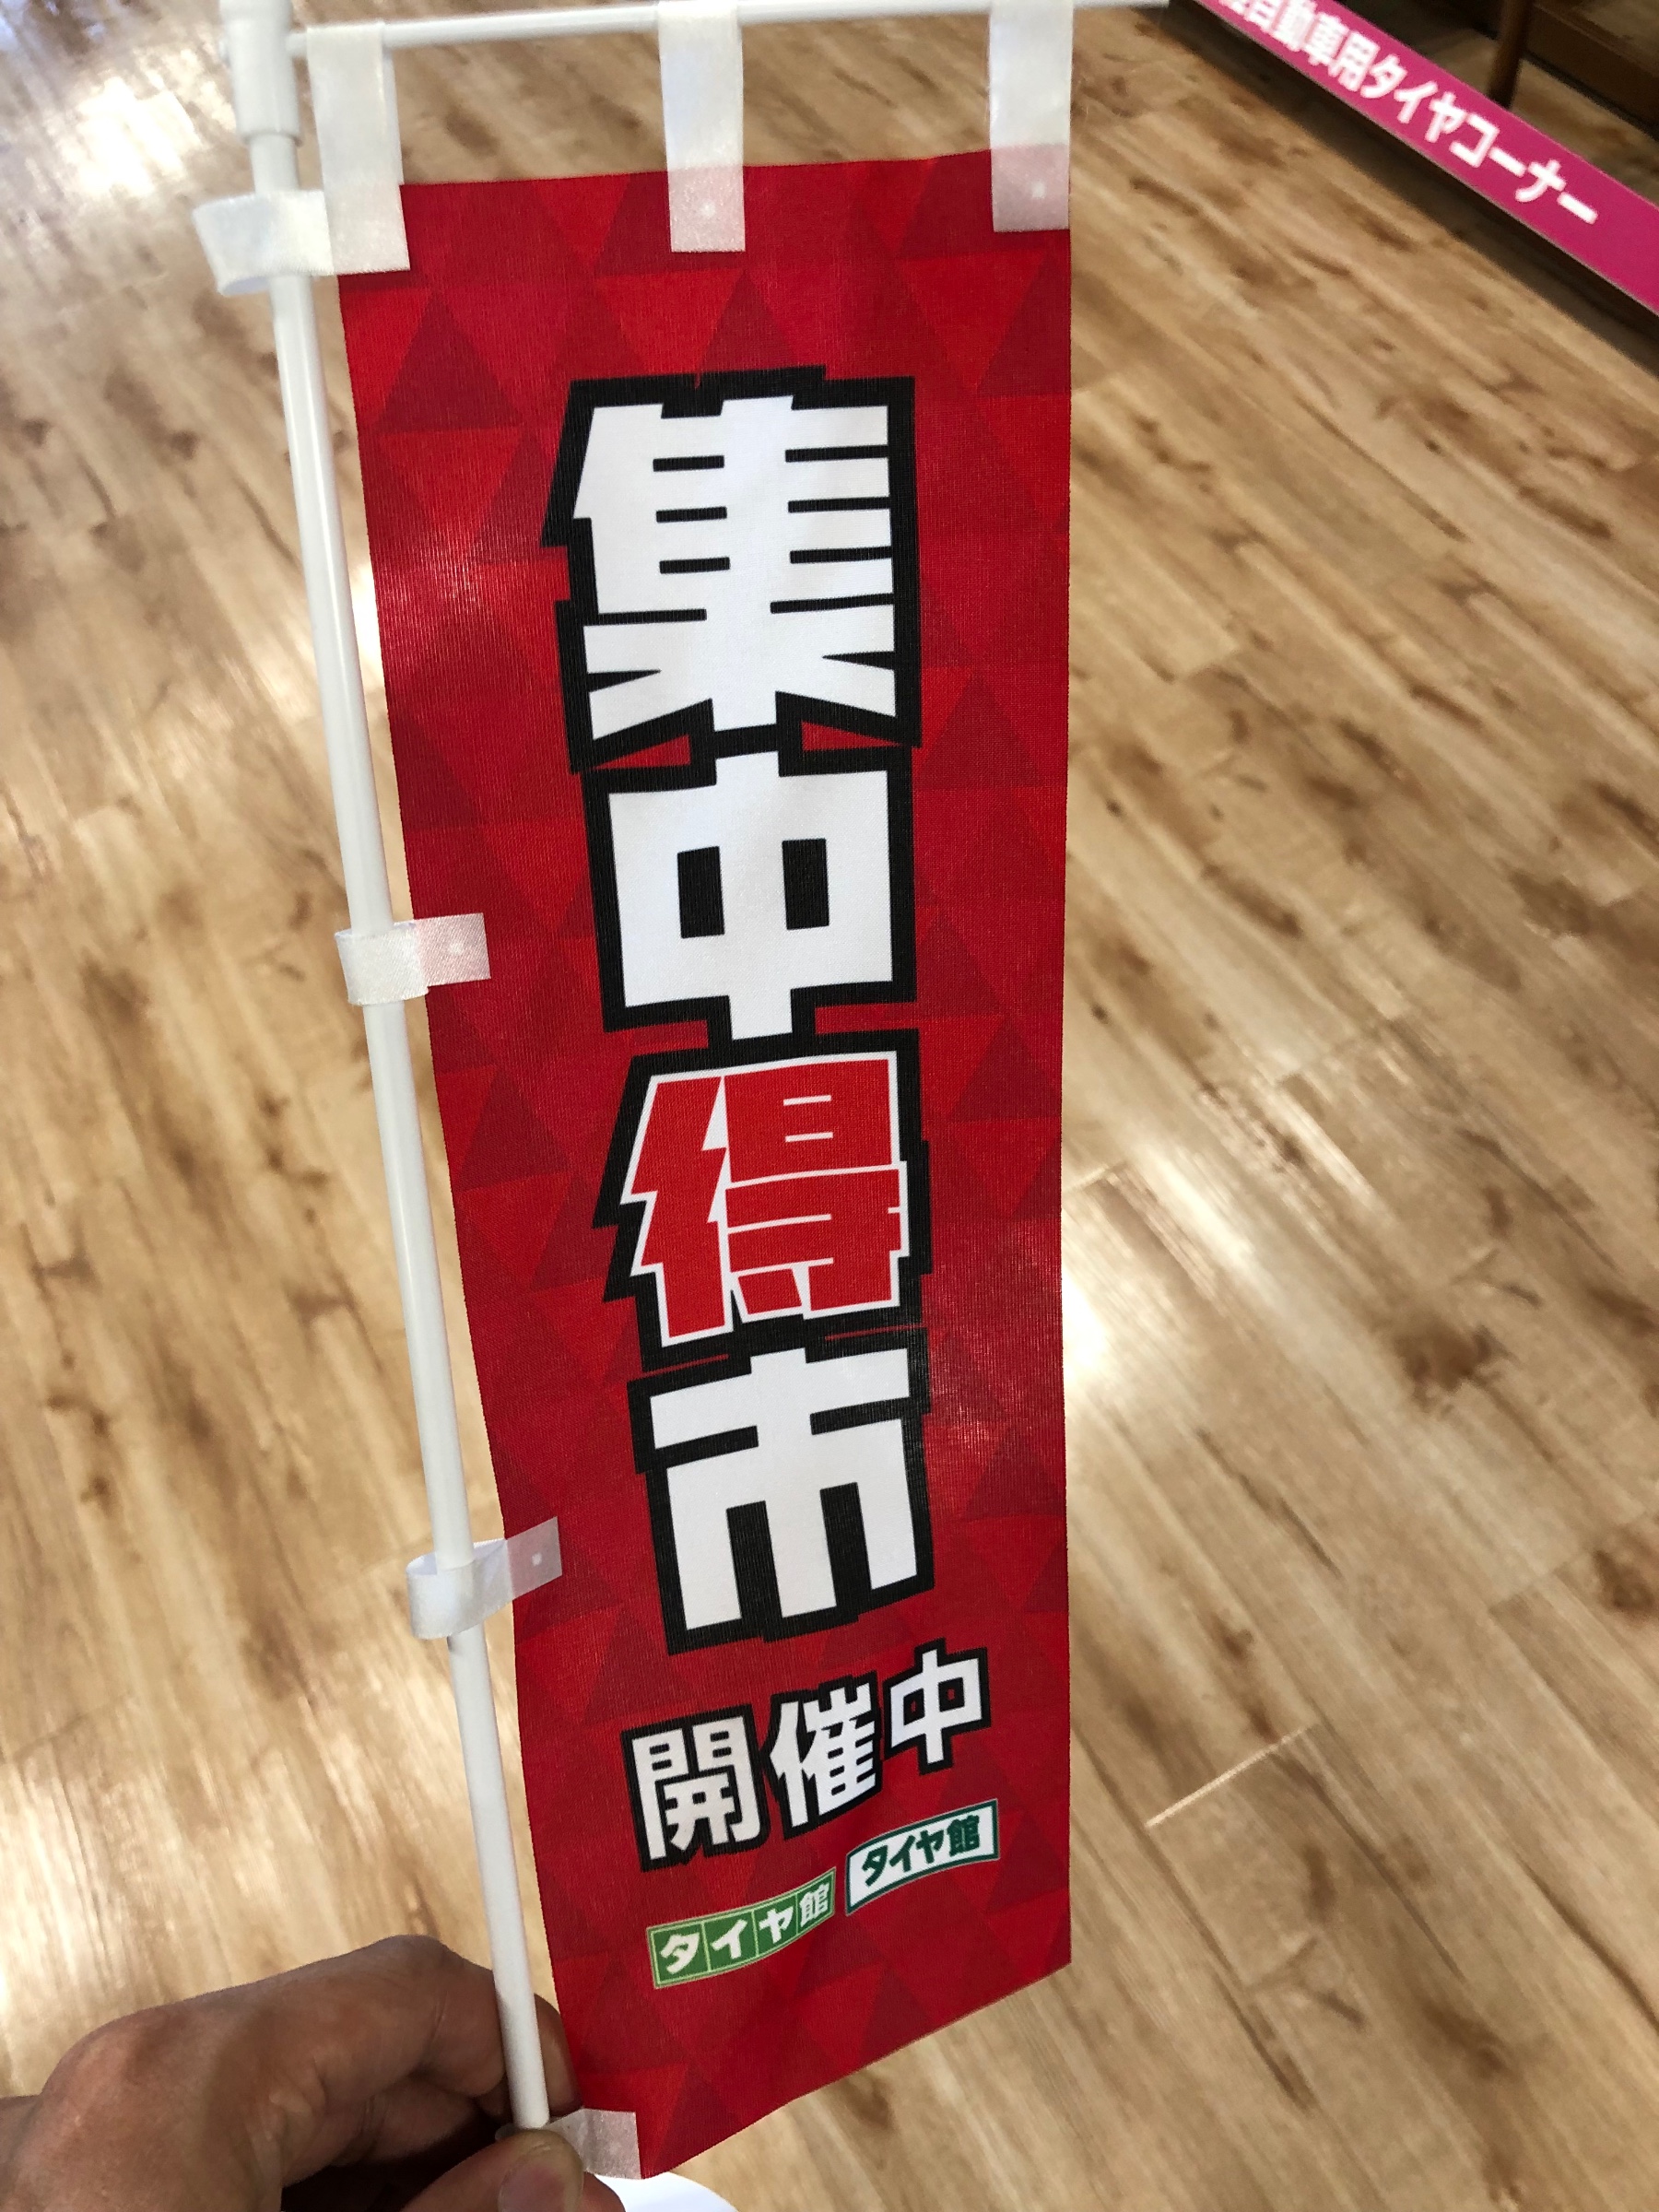 集中得市
開催中
タイヤ館 タイヤ館
自動車用タイヤコーナー